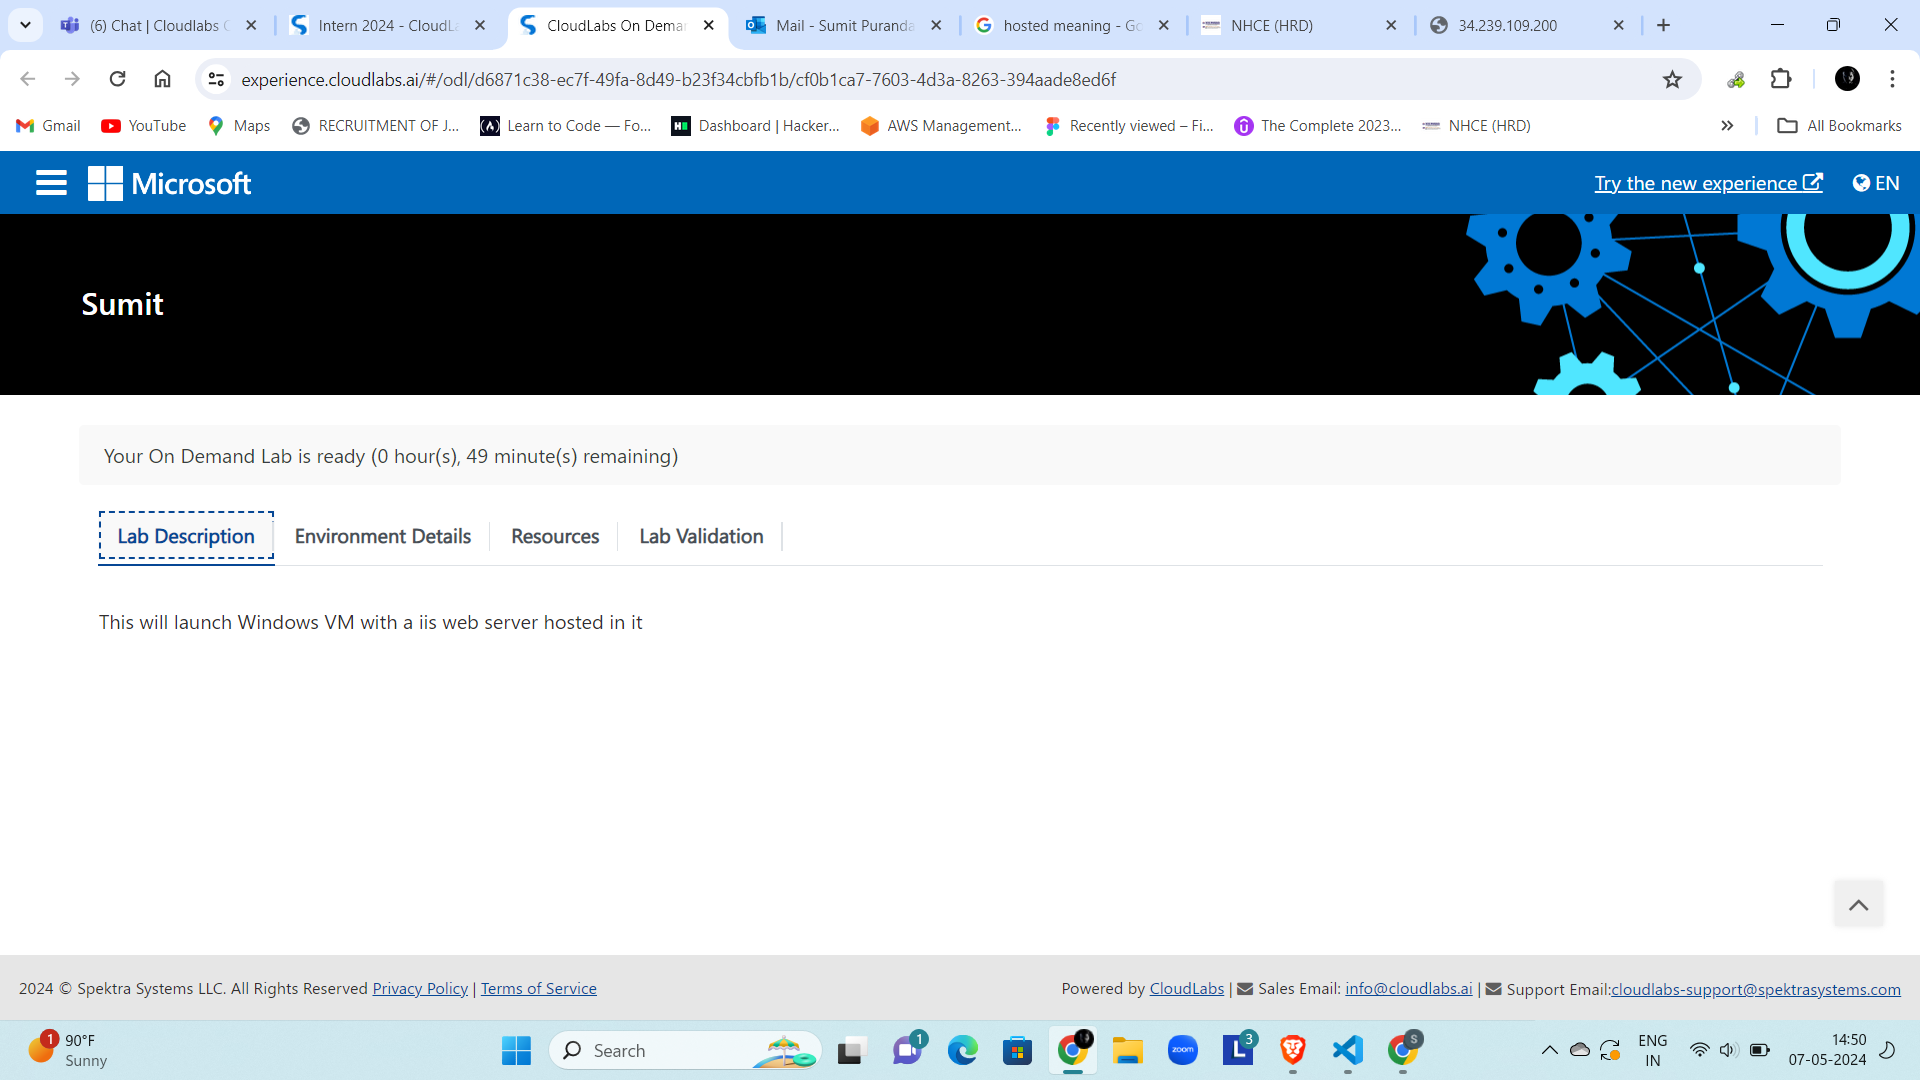 (6) Chat | Cloudlabs C
Intern 2024 - CloudLa
CloudLabs On Deman
Mail - Sumit Puranda
hosted meaning - Go
NHCE (HRD)
34.239.109.200
experience.cloudlabs.ai/#/odl/d6871c38-ec7f-49fa-8d49-b23f34cbfb1b/cf0b1ca7-7603-4d3a-8263-394aade8ed6f
Gmail
YouTube
Maps
RECRUITMENT OF J...
Learn to Code — Fo...
Dashboard | Hacker...
AWS Management...
Recently viewed – Fi...
The Complete 2023...
NHCE (HRD)
All Bookmarks
Microsoft
Try the new experience
EN
Sumit
Your On Demand Lab is ready (0 hour(s), 49 minute(s) remaining)
Lab Description
Environment Details
Resources
Lab Validation
This will launch Windows VM with a iis web server hosted in it
2024 © Spektra Systems LLC. All Rights Reserved Privacy Policy | Terms of Service
Powered by CloudLabs | Sales Email: info@cloudlabs.ai | Support Email:cloudlabs-support@spektrasystems.com
1
90°F
Sunny
Search
1
zoom
L
3
S
ENG
IN
14:50
07-05-2024